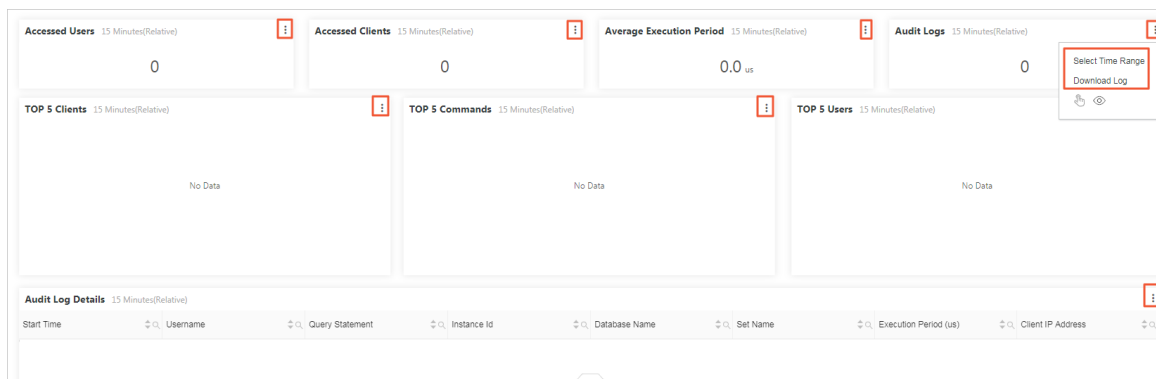 Accessed Users 15 Minutes(Relative)
Accessed Clients 15 Minutes(Relative)
Average Execution Period 15 Minutes(Relative)
Audit Logs 15 Minutes(Relative)
0
0
0.0 us
0
Select Time Range
Download Log
TOP 5 Clients 15 Minutes(Relative)
TOP 5 Commands 15 Minutes(Relative)
TOP 5 Users 15 Minutes(Relative)
No Data
No Data
No Data
Audit Log Details 15 Minutes(Relative)
Start Time Username Query Statement Instance Id Database Name Set Name Execution Period (us) Client IP Address